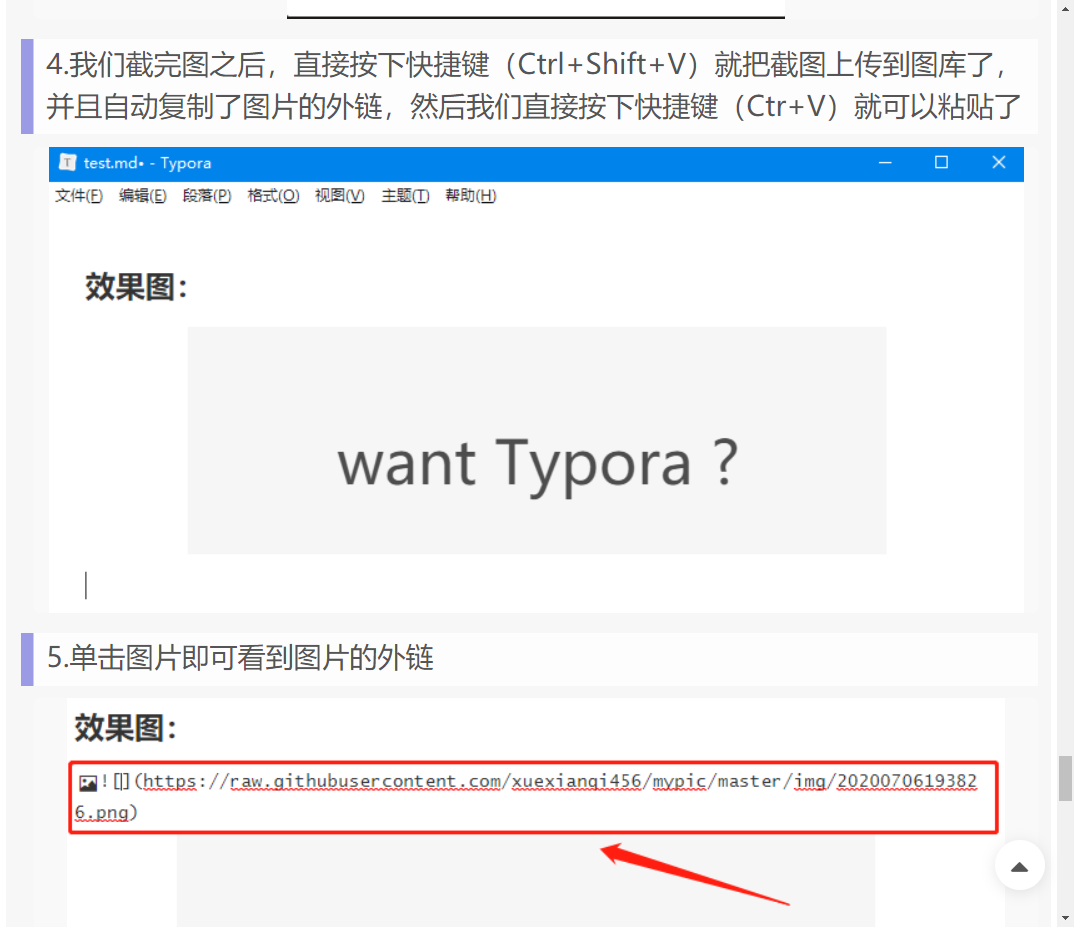 4.我们截完图之后，直接按下快捷键（Ctrl+Shift+V）就把截图上传到图库了，
并且自动复制了图片的外链，然后我们直接按下快捷键（Ctr+V）就可以粘贴了
test.md• - Typora
文件(F) 编辑(E) 段落(P) 格式(O) 视图(V) 主题(T) 帮助(H)
效果图：
want Typora ?
5.单击图片即可看到图片的外链
效果图：
![](https://raw.githubusercontent.com/xuexianqi456/mypic/master/img/2020070619382
6.png)